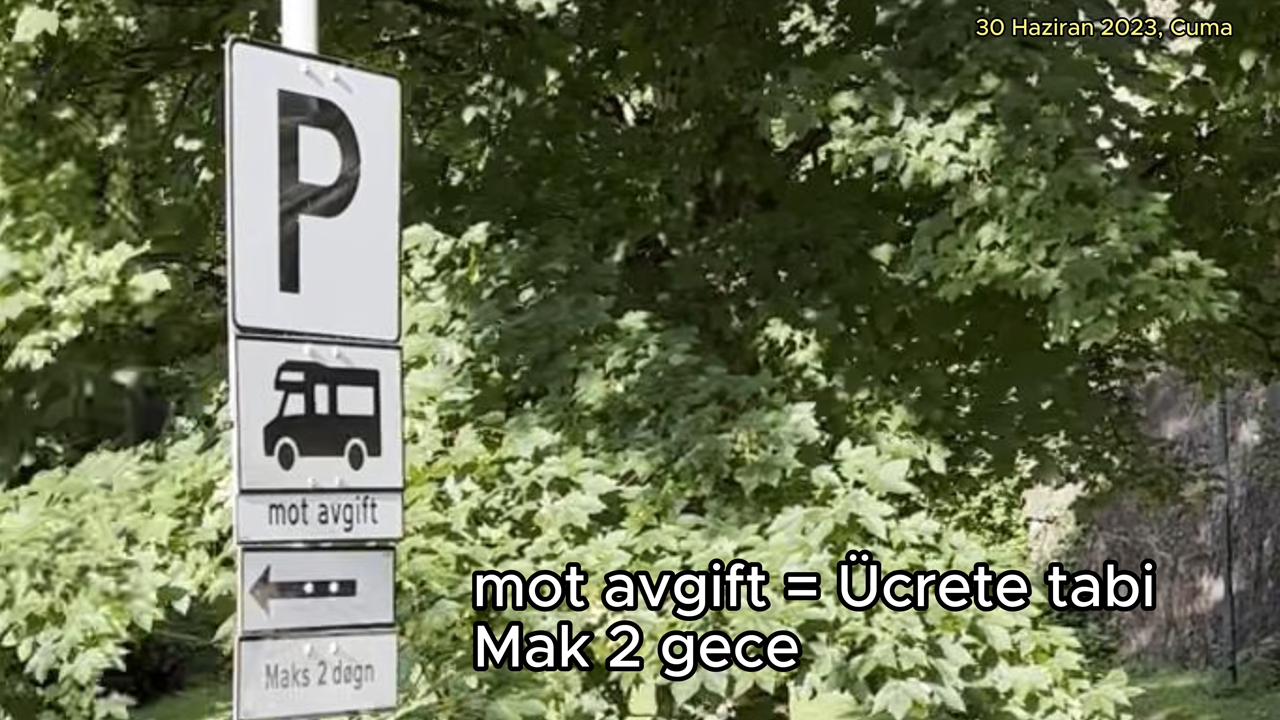 30 Haziran 2023, Cuma
P
mot avgift
Maks 2 døgn
mot avgift = Ücrete tabi
Mak 2 gece